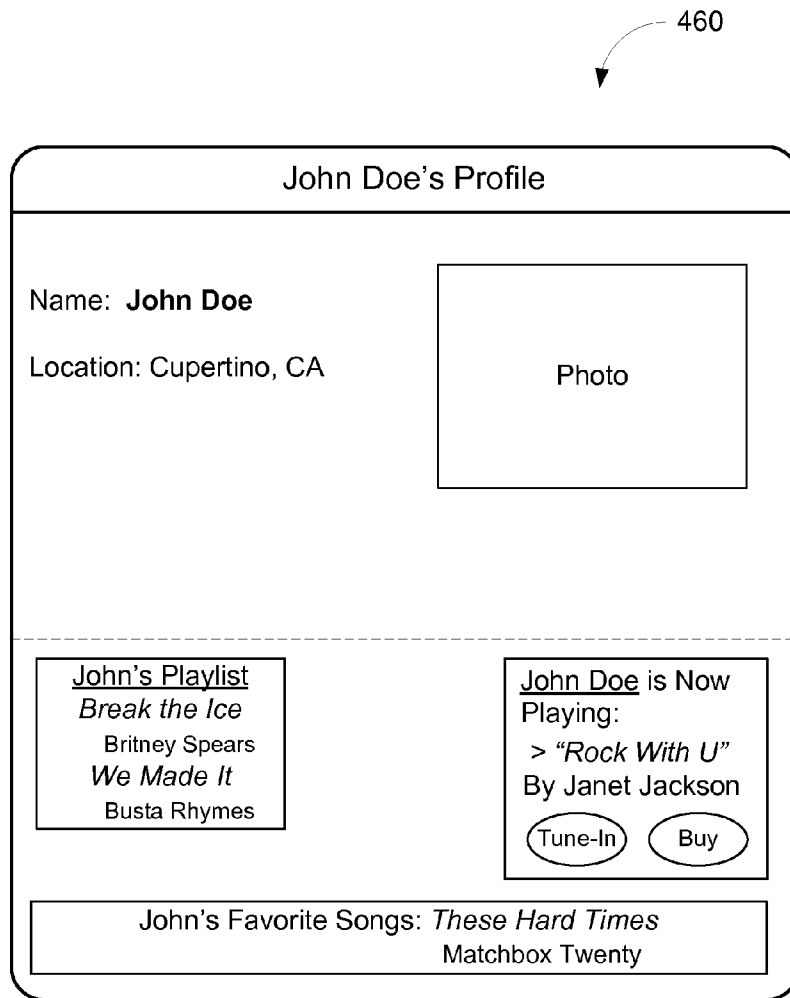 460
John Doe's Profile
Name: John Doe
Location: Cupertino, CA
Photo
John's Playlist
Break the Ice
Britney Spears
We Made It
Busta Rhymes
John Doe is Now
Playing:
> “Rock With U”
By Janet Jackson
Tune-In Buy
John's Favorite Songs: These Hard Times
Matchbox Twenty